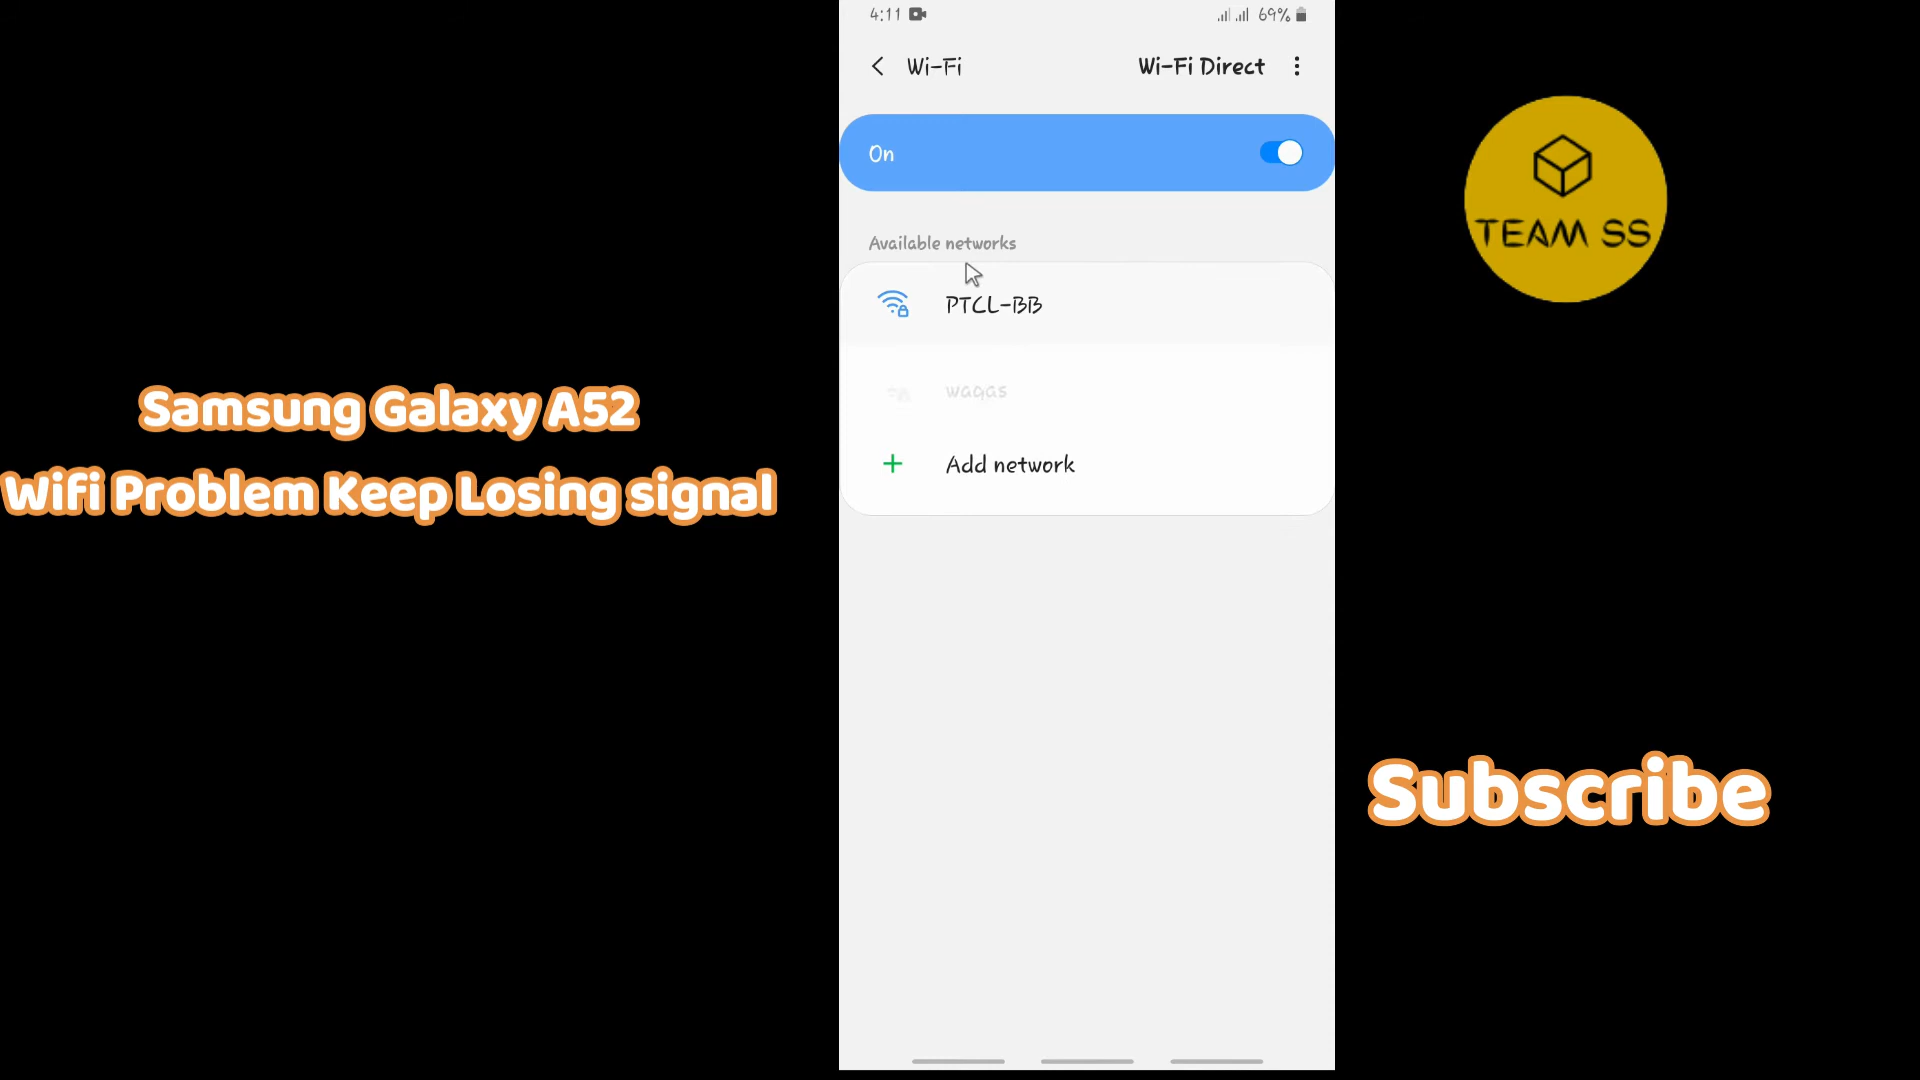 4:11
69%
Wi-Fi
Wi-Fi Direct
On
Available networks
PTCL-BB
waqas
Add network
Samsung Galaxy A52
Wifi Problem Keep Losing signal
TEAM SS
Subscribe